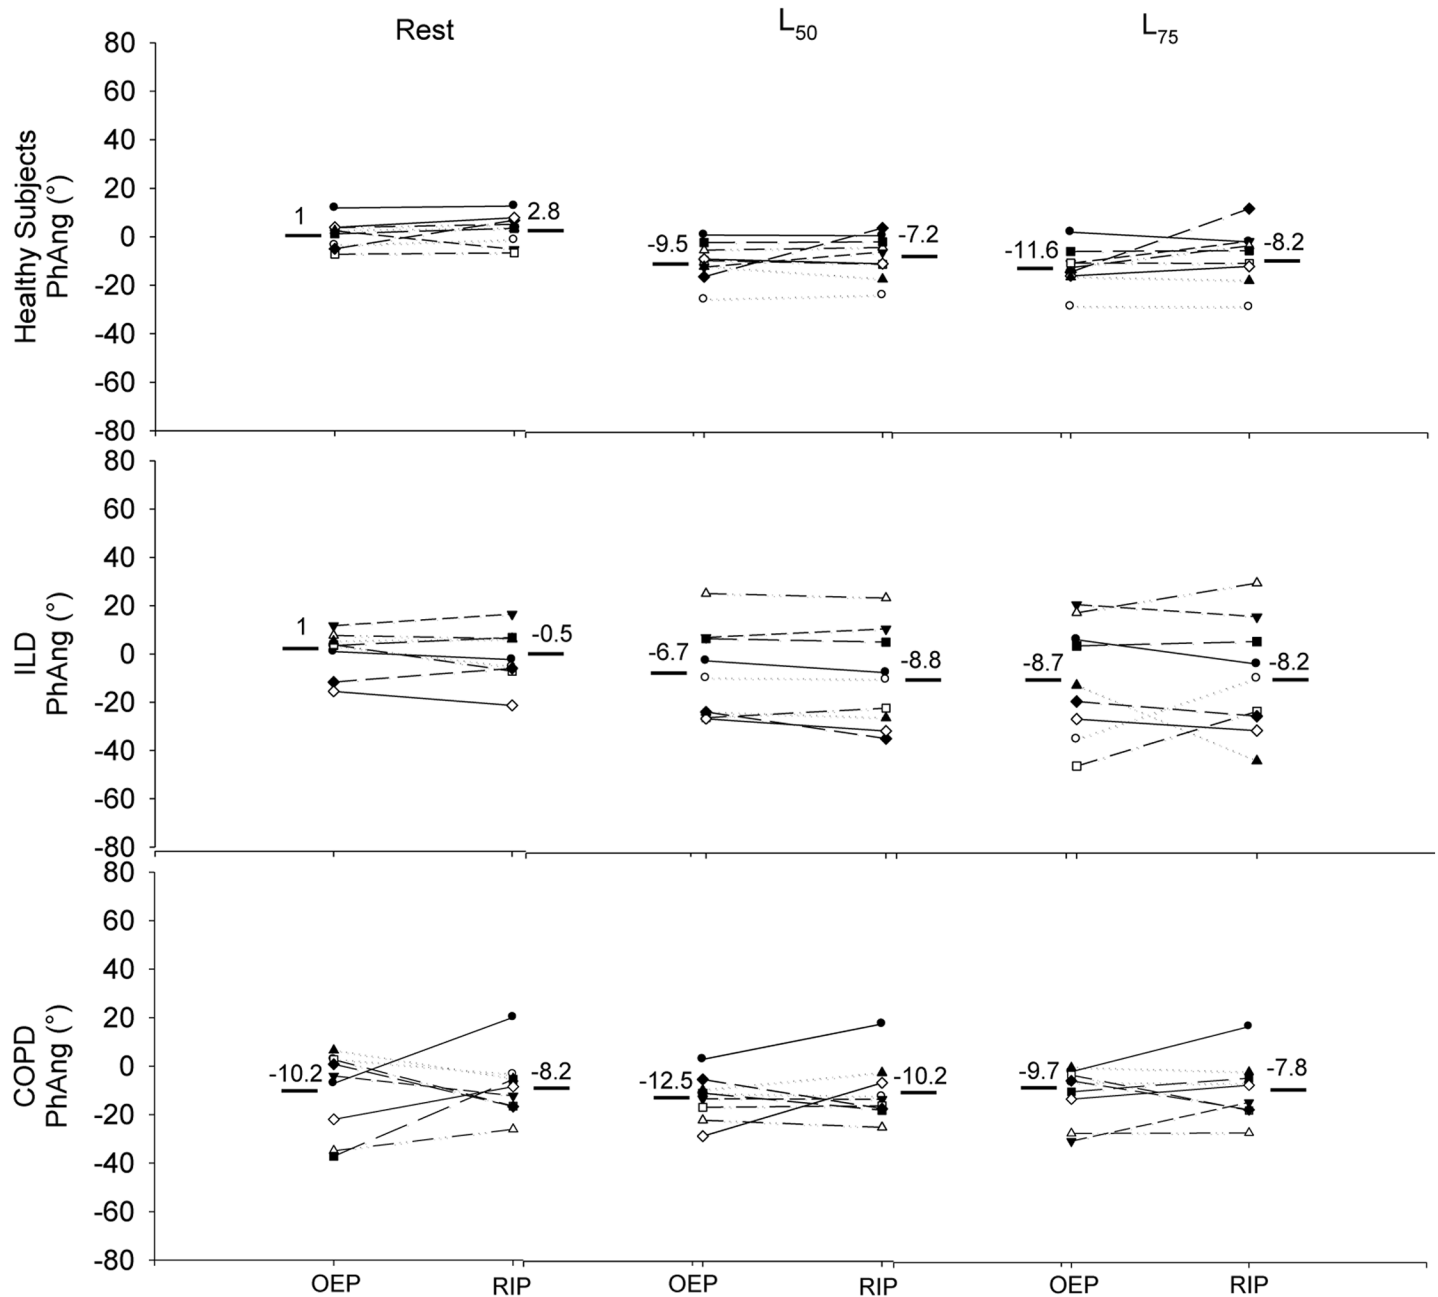 Rest L₅₀ L₇₅
Healthy Subjects
PhAng (°)
80
60
40
20
0
-20
-40
-60
-80
1 2.8 -9.5 -7.2 -11.6 -8.2
ILD
PhAng (°)
80
60
40
20
0
-20
-40
-60
-80
1 -0.5 -6.7 -8.8 -8.7 -8.2
COPD
PhAng (°)
80
60
40
20
0
-20
-40
-60
-80
-10.2 -8.2 -12.5 -10.2 -9.7 -7.8
OEP RIP OEP RIP OEP RIP